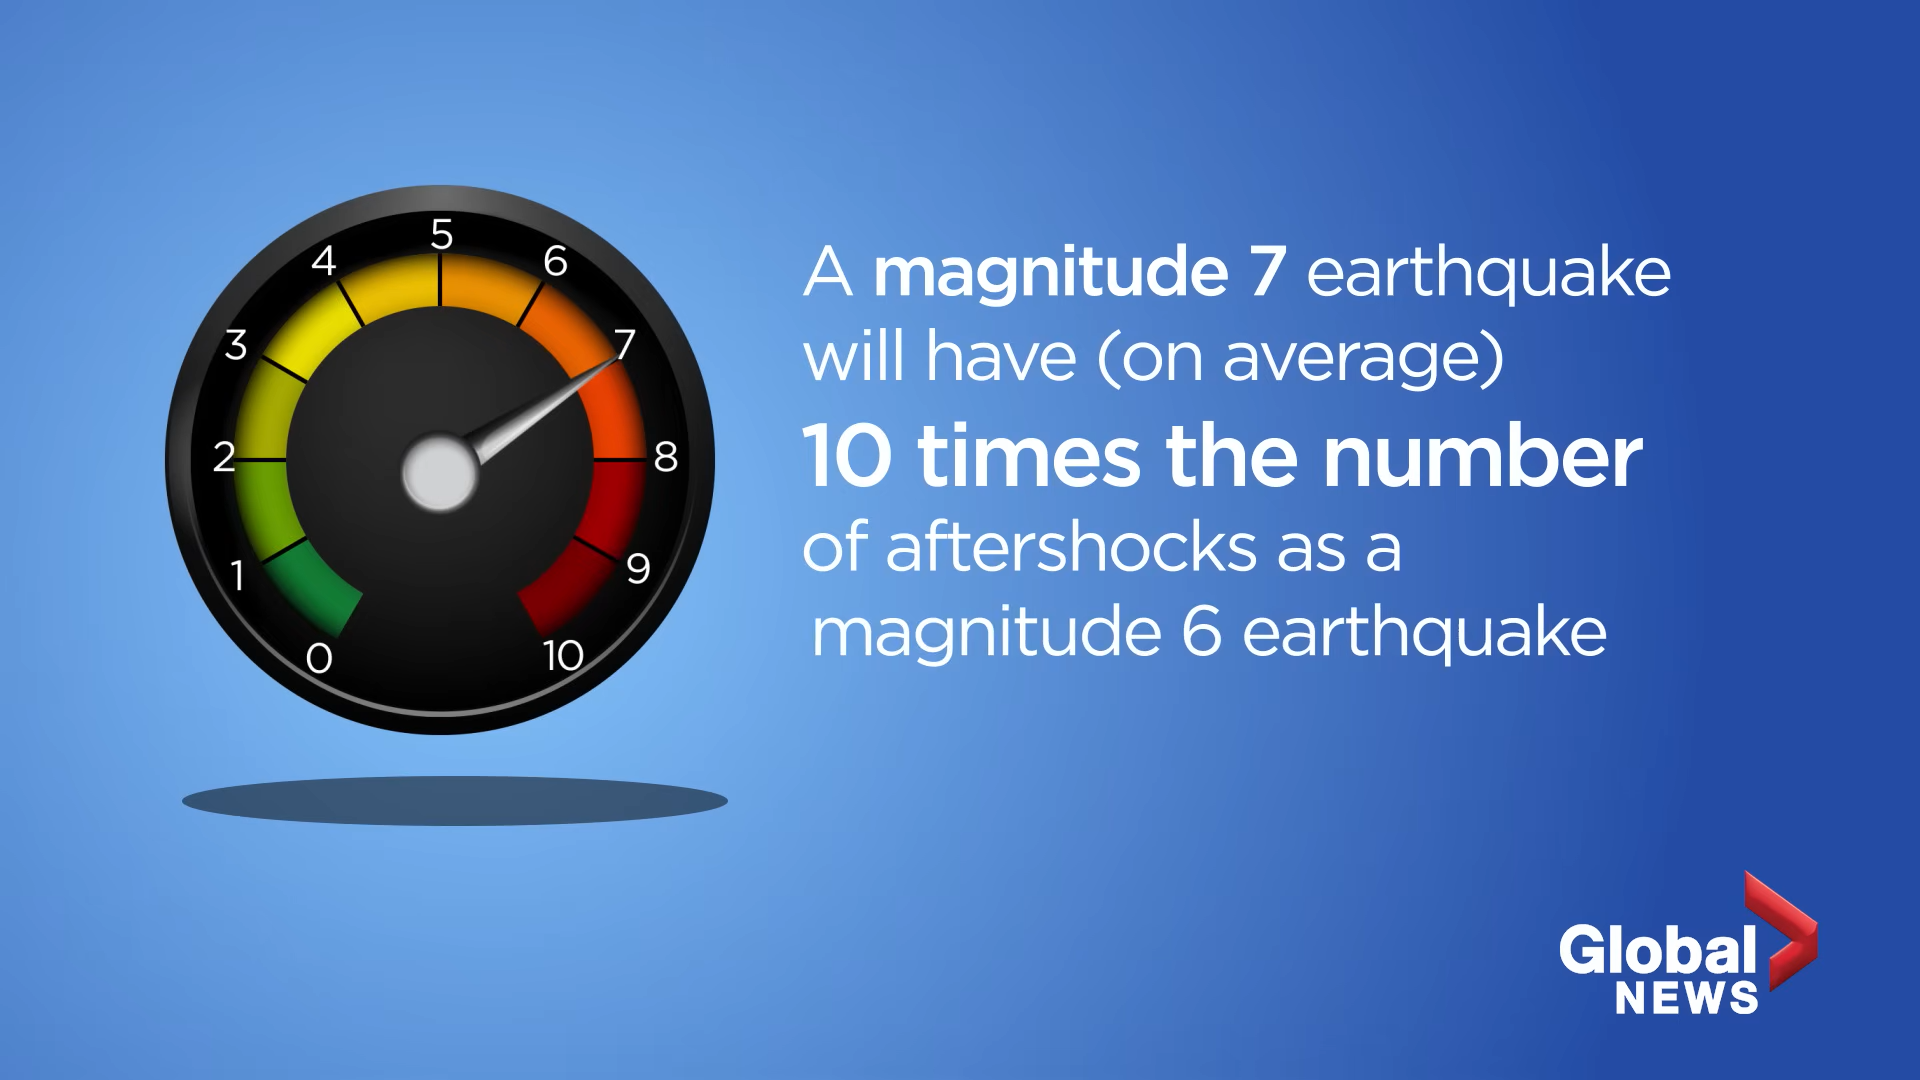 5
4
6
3
7
2
8
1
9
0
10
A magnitude 7 earthquake
will have (on average)
10 times the number
of aftershocks as a
magnitude 6 earthquake
Global
NEWS